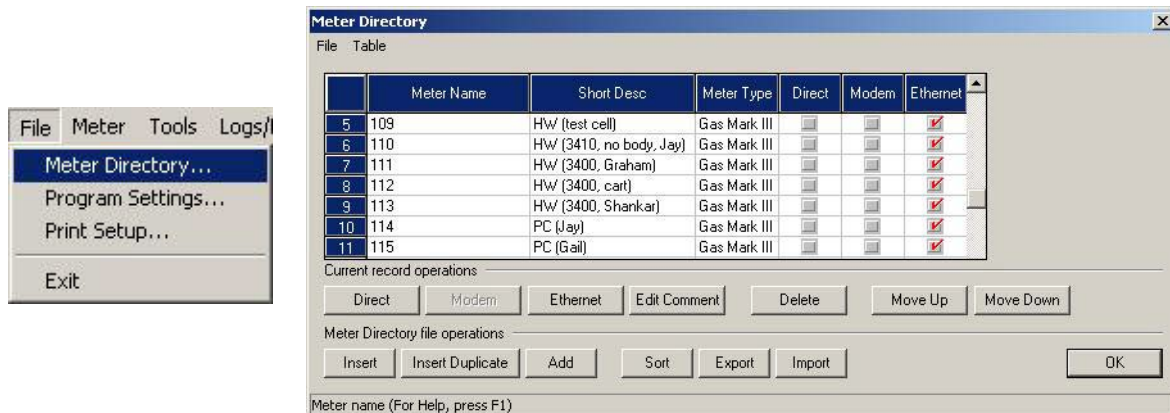 File Meter Tools Logs/
Meter Directory...
Program Settings...
Print Setup...
Exit
Meter Directory
File Table
Meter Name Short Desc Meter Type Direct Modem Ethernet
5 109 HW (test cell) Gas Mark III
6 110 HW (3410, no body, Jay) Gas Mark III
7 111 HW (3400, Graham) Gas Mark III
8 112 HW (3400, cart) Gas Mark III
9 113 HW (3400, Shankar) Gas Mark III
10 114 PC (Jay) Gas Mark III
11 115 PC (Gail) Gas Mark III
Current record operations
Direct Modem Ethernet Edit Comment Delete Move Up Move Down
Meter Directory file operations
Insert Insert Duplicate Add Sort Export Import OK
Meter name (For Help, press F1)